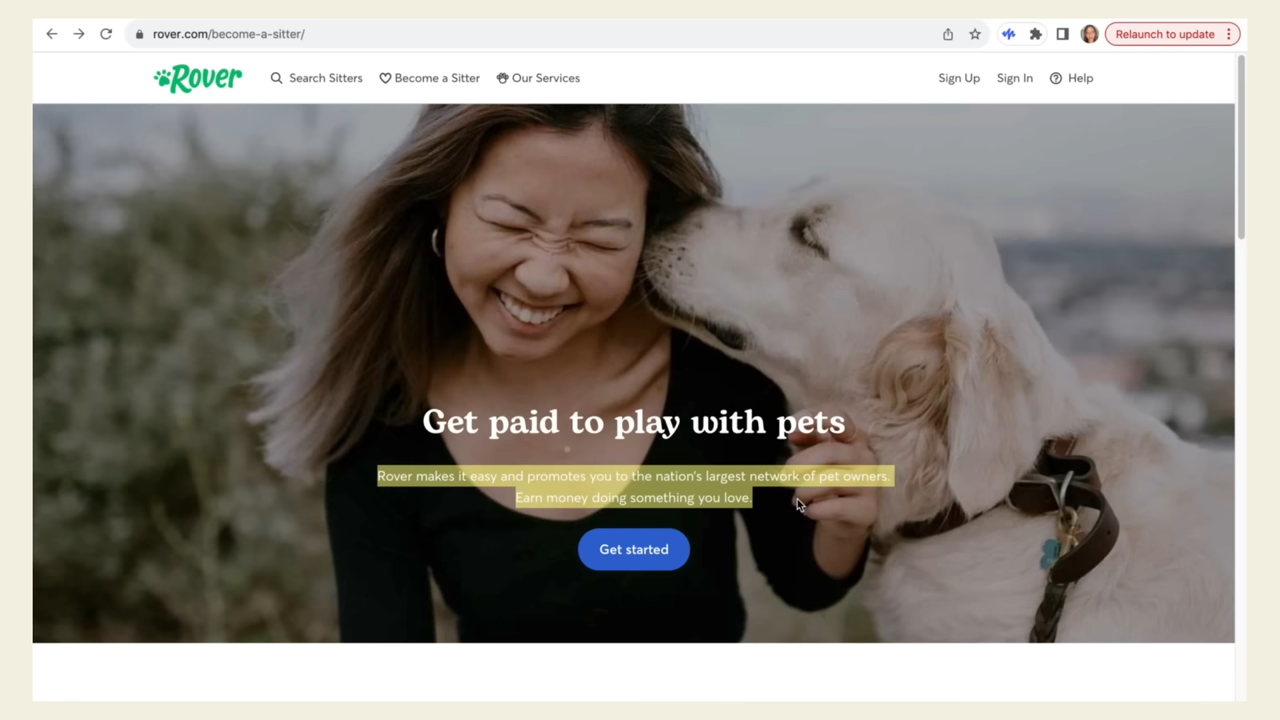 rover.com/become-a-sitter/
Relaunch to update
Rover
Search Sitters
Become a Sitter
Our Services
Sign Up
Sign In
Help
Get paid to play with pets
Rover makes it easy and promotes you to the nation's largest network of pet owners.
Earn money doing something you love.
Get started